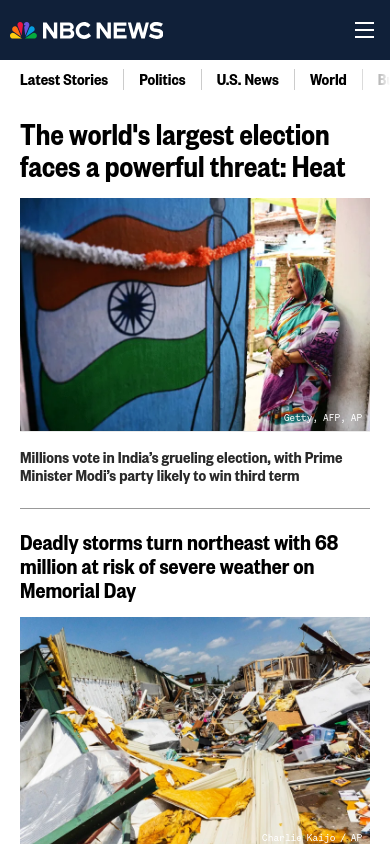 NBC NEWS
Latest Stories
Politics
U.S. News
World
The world's largest election
faces a powerful threat: Heat
Getty, AFP, AP
Millions vote in India’s grueling election, with Prime
Minister Modi’s party likely to win third term
Deadly storms turn northeast with 68
million at risk of severe weather on
Memorial Day
Charlie Kaijo / AP